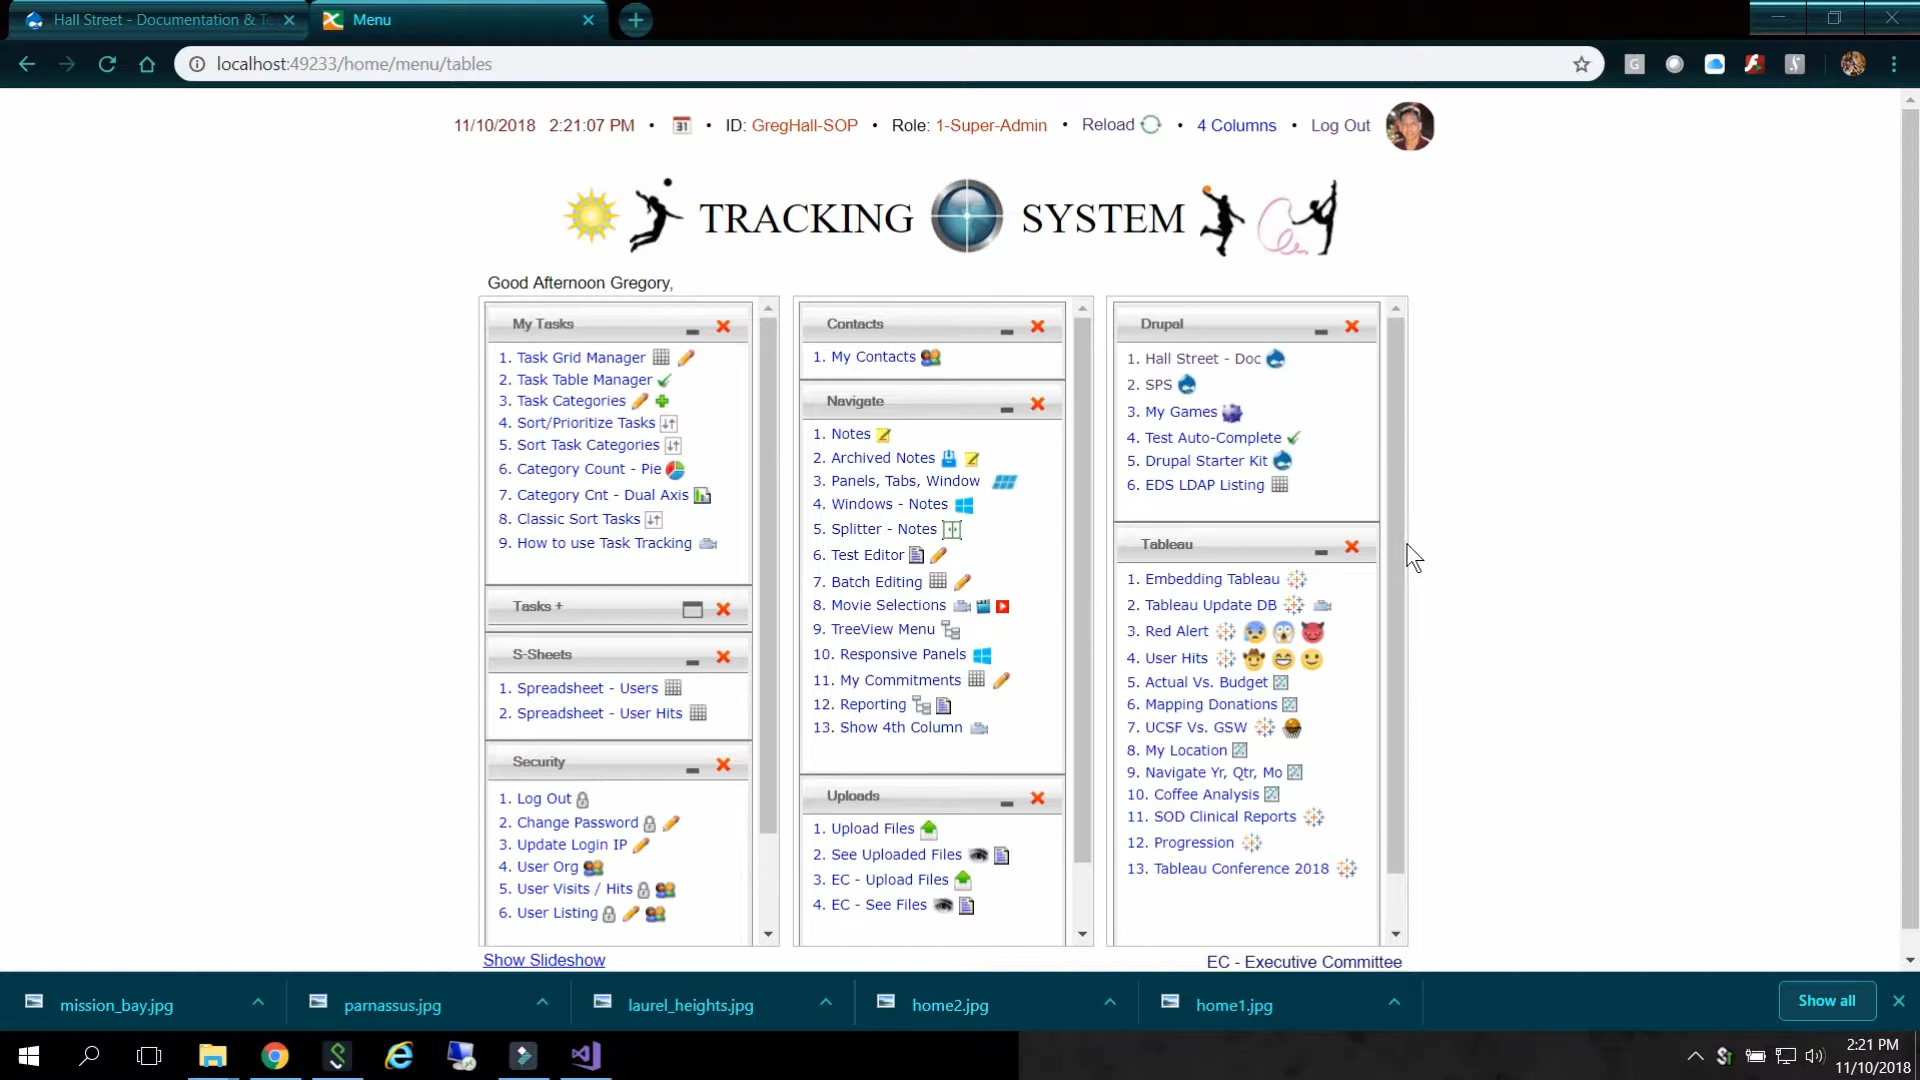 Hall Street - Documentation & Te
Menu
localhost:49233/home/menu/tables
11/10/2018 2:21:07 PM • 31 • ID: GregHall-SOP • Role: 1-Super-Admin • Reload • 4 Columns • Log Out
TRACKING SYSTEM
Good Afternoon Gregory,
My Tasks
1. Task Grid Manager
2. Task Table Manager
3. Task Categories
4. Sort/Prioritize Tasks
5. Sort Task Categories
6. Category Count - Pie
7. Category Cnt - Dual Axis
8. Classic Sort Tasks
9. How to use Task Tracking
Tasks +
S-Sheets
1. Spreadsheet - Users
2. Spreadsheet - User Hits
Security
1. Log Out
2. Change Password
3. Update Login IP
4. User Org
5. User Visits / Hits
6. User Listing
Contacts
1. My Contacts
Navigate
1. Notes
2. Archived Notes
3. Panels, Tabs, Window
4. Windows - Notes
5. Splitter - Notes
6. Test Editor
7. Batch Editing
8. Movie Selections
9. TreeView Menu
10. Responsive Panels
11. My Commitments
12. Reporting
13. Show 4th Column
Uploads
1. Upload Files
2. See Uploaded Files
3. EC - Upload Files
4. EC - See Files
Drupal
1. Hall Street - Doc
2. SPS
3. My Games
4. Test Auto-Complete
5. Drupal Starter Kit
6. EDS LDAP Listing
Tableau
1. Embedding Tableau
2. Tableau Update DB
3. Red Alert
4. User Hits
5. Actual Vs. Budget
6. Mapping Donations
7. UCSF Vs. GSW
8. My Location
9. Navigate Yr, Qtr, Mo
10. Coffee Analysis
11. SOD Clinical Reports
12. Progression
13. Tableau Conference 2018
Show Slideshow
EC - Executive Committee
mission_bay.jpg
parnassus.jpg
laurel_heights.jpg
home2.jpg
home1.jpg
Show all
2:21 PM
11/10/2018